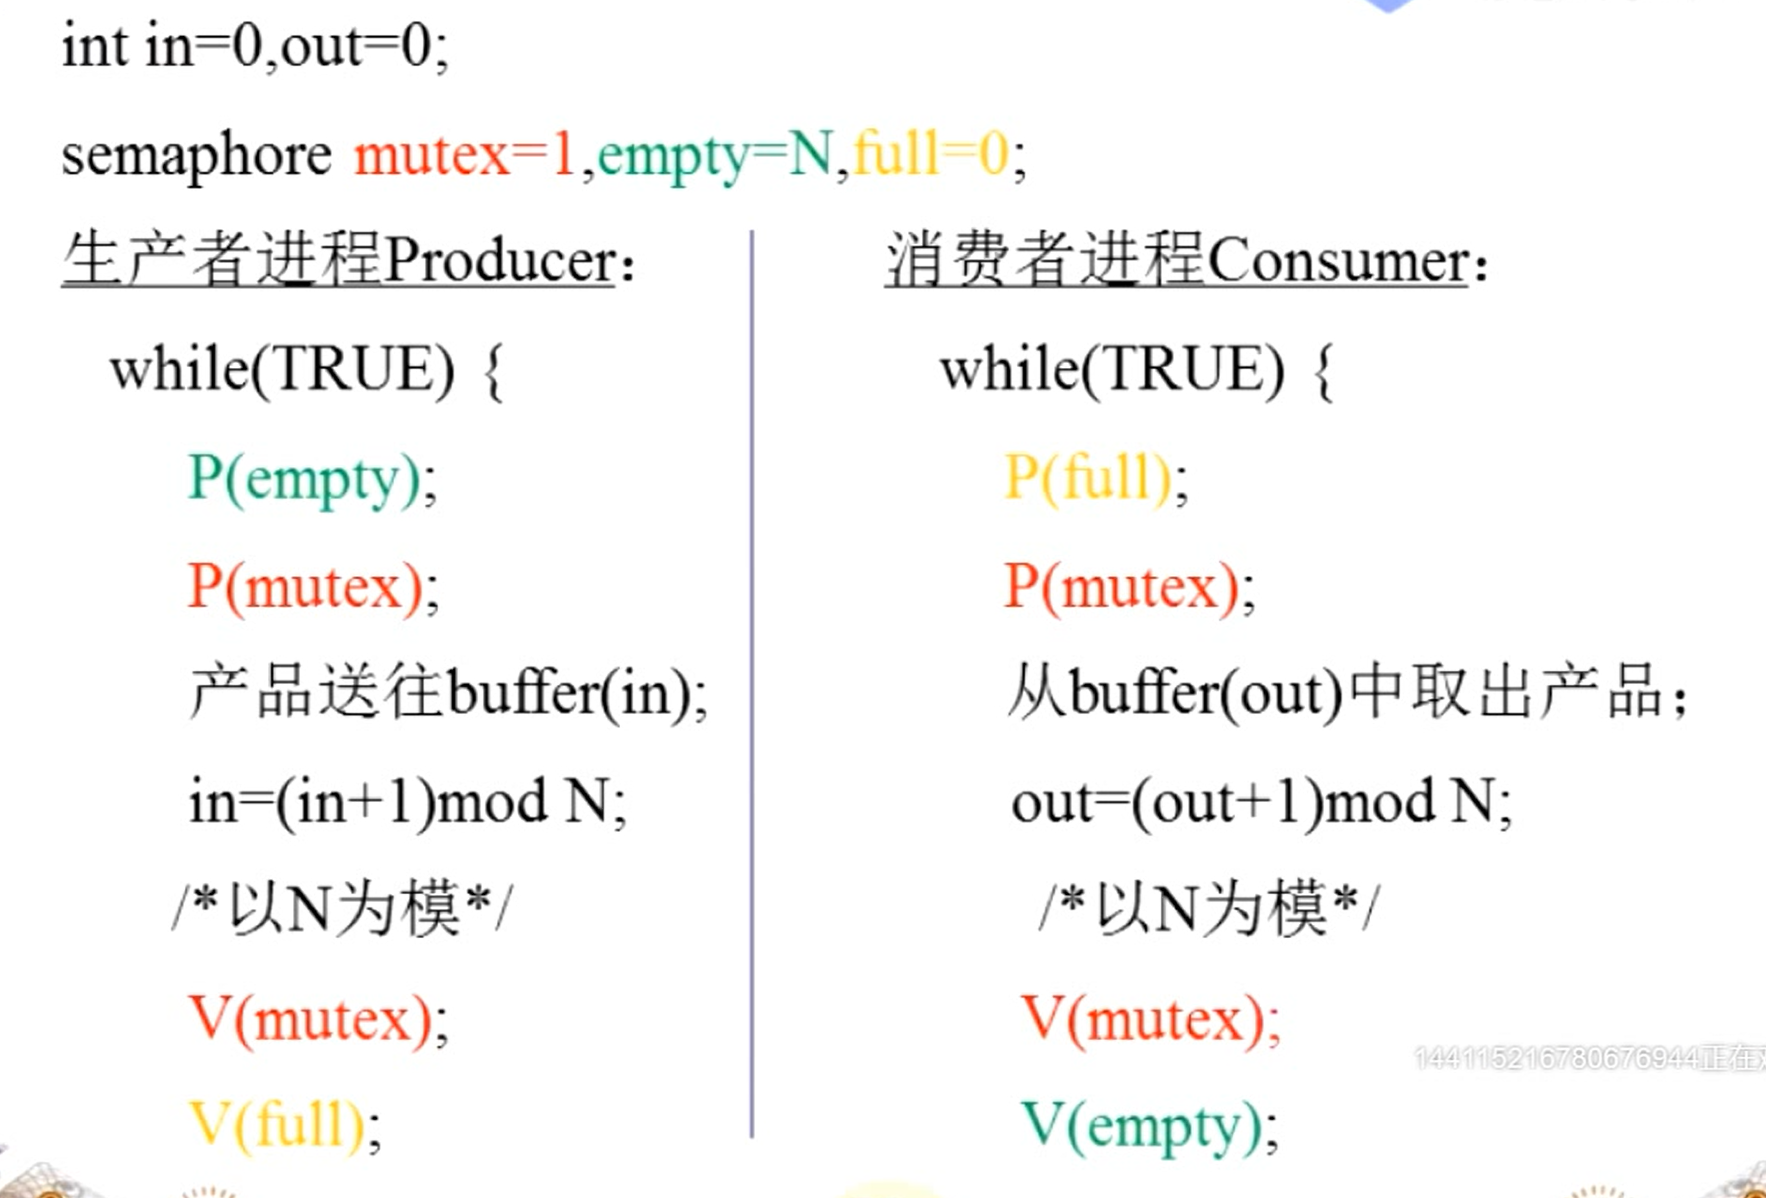 int in=0,out=0;
semaphore mutex=1,empty=N,full=0;
生产者进程Producer：
while(TRUE) {
P(empty);
P(mutex);
产品送往buffer(in);
in=(in+1)mod N;
/*以N为模*/
V(mutex);
V(full);
消费者进程Consumer：
while(TRUE) {
P(full);
P(mutex);
从buffer(out)中取出产品；
out=(out+1)mod N;
/*以N为模*/
V(mutex);
V(empty);
144115216780676944正在